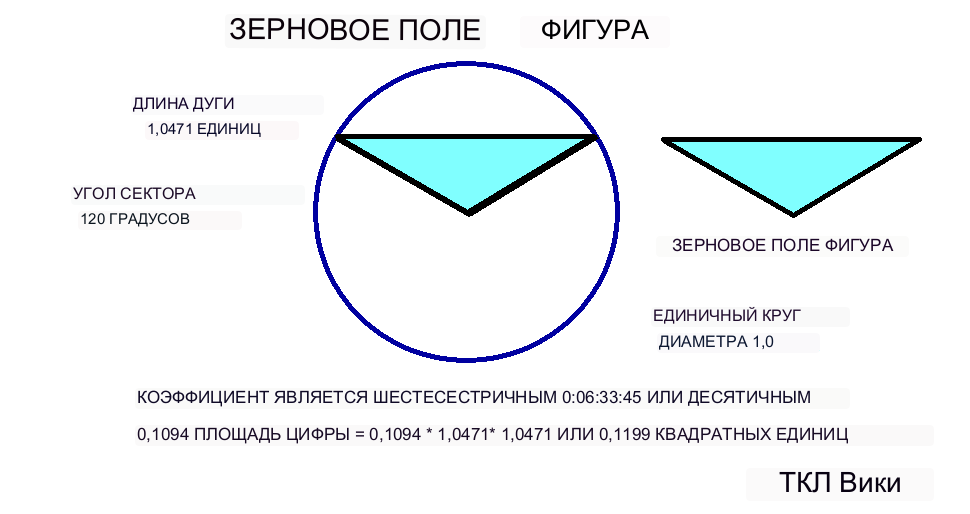 ЗЕРНОВОЕ ПОЛЕ ФИГУРА
ДЛИНА ДУГИ
1,0471 ЕДИНИЦ
УГОЛ СЕКТОРА
120 ГРАДУСОВ
ЗЕРНОВОЕ ПОЛЕ ФИГУРА
ЕДИНИЧНЫЙ КРУГ
ДИАМЕТРА 1,0
КОЭФФИЦИЕНТ ЯВЛЯЕТСЯ ШЕСТЕСЕСТРИЧНЫМ 0:06:33:45 ИЛИ ДЕСЯТИЧНЫМ
0,1094 ПЛОЩАДЬ ЦИФРЫ = 0,1094 * 1,0471* 1,0471 ИЛИ 0,1199 КВАДРАТНЫХ ЕДИНИЦ
ТКЛ Вики